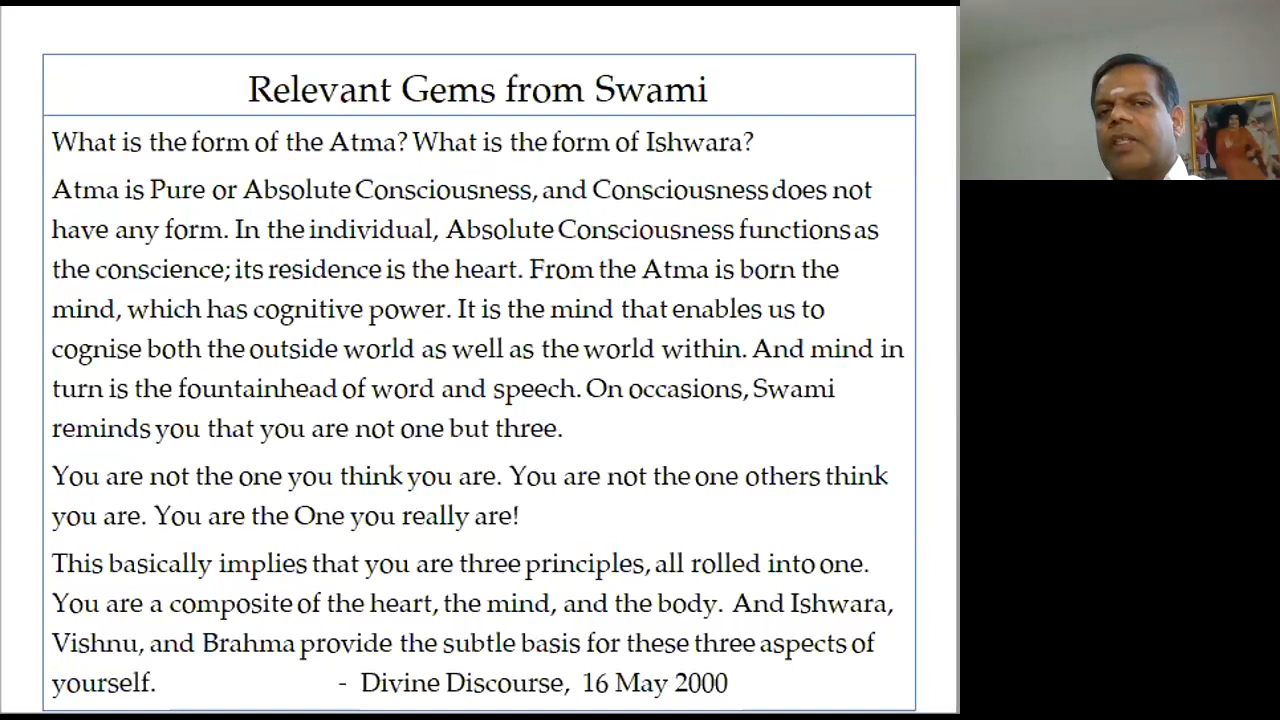 Relevant Gems from Swami
What is the form of the Atma? What is the form of Ishwara?
Atma is Pure or Absolute Consciousness, and Consciousness does not
have any form. In the individual, Absolute Consciousness functions as
the conscience; its residence is the heart. From the Atma is born the
mind, which has cognitive power. It is the mind that enables us to
cognise both the outside world as well as the world within. And mind in
turn is the fountainhead of word and speech. On occasions, Swami
reminds you that you are not one but three.
You are not the one you think you are. You are not the one others think
you are. You are the One you really are!
This basically implies that you are three principles, all rolled into one.
You are a composite of the heart, the mind, and the body. And Ishwara,
Vishnu, and Brahma provide the subtle basis for these three aspects of
yourself. - Divine Discourse, 16 May 2000